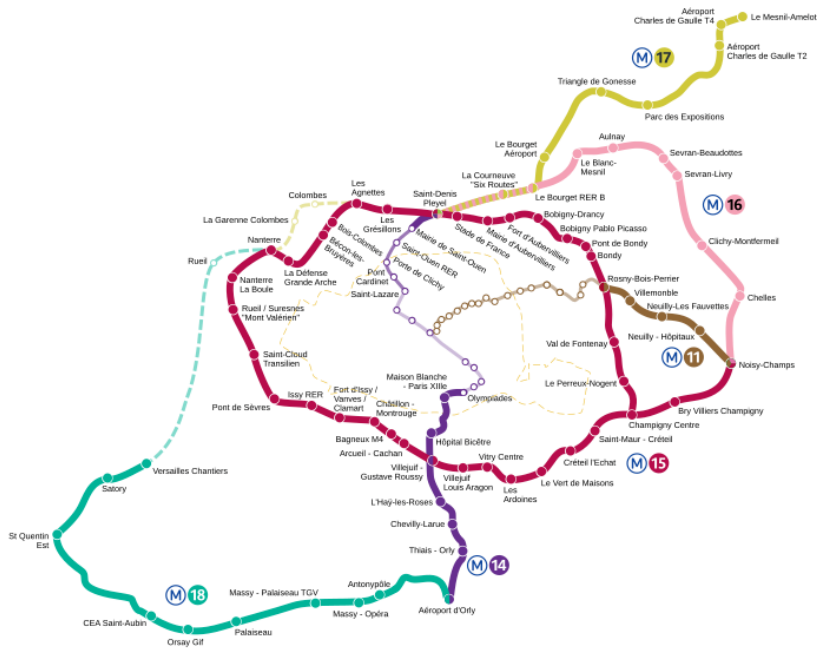 Aéroport
Charles de Gaulle T4
Le Mesnil-Amelot
Aéroport
Charles de Gaulle T2
M 17
Triangle de Gonesse
Parc des Expositions
Le Bourget
Aéroport
Aulnay
Le Blanc-
Mesnil
Sevran-Beaudottes
Sevran-Livry
La Courneuve
"Six Routes"
Le Bourget RER B
M 16
Les
Agnettes
Saint-Denis
Pleyel
Colombes
La Garenne Colombes
Les
Grésillons
Bobigny-Drancy
Bobigny Pablo Picasso
Pont de Bondy
Bondy
Fort d'Aubervilliers
Mairie d'Aubervilliers
Stade de France
Mairie de Saint-Ouen
Saint-Ouen RER
Porte de Clichy
Pont
Cardinet
Saint-Lazare
Bois-Colombes
Bécon-les-
Bruyères
Nanterre
La Défense
Grande Arche
Rueil
Nanterre
La Boule
Rueil / Suresnes
"Mont Valérien"
Clichy-Montfermeil
Chelles
Rosny-Bois-Perrier
Villemonble
Neuilly-Les Fauvettes
Neuilly - Hôpitaux
M 11
Noisy-Champs
Val de Fontenay
Le Perreux-Nogent
Saint-Cloud
Transilien
Pont de Sèvres
Issy RER
Fort d'Issy /
Vanves /
Clamart
Châtillon -
Montrouge
Maison Blanche
- Paris XIIIe
Olympiades
Bry Villiers Champigny
Champigny Centre
Saint-Maur - Créteil
Créteil l'Echat
M 15
Le Vert de Maisons
Les
Ardoines
Vitry Centre
Villejuif
Louis Aragon
Hôpital Bicêtre
Bagneux M4
Arcueil - Cachan
Villejuif -
Gustave Roussy
Versailles Chantiers
Satory
St Quentin
Est
L'Haÿ-les-Roses
Chevilly-Larue
Thiais - Orly
M 14
Aéroport d'Orly
Antonypôle
Massy - Opéra
Massy - Palaiseau TGV
M 18
Palaiseau
Orsay Gif
CEA Saint-Aubin